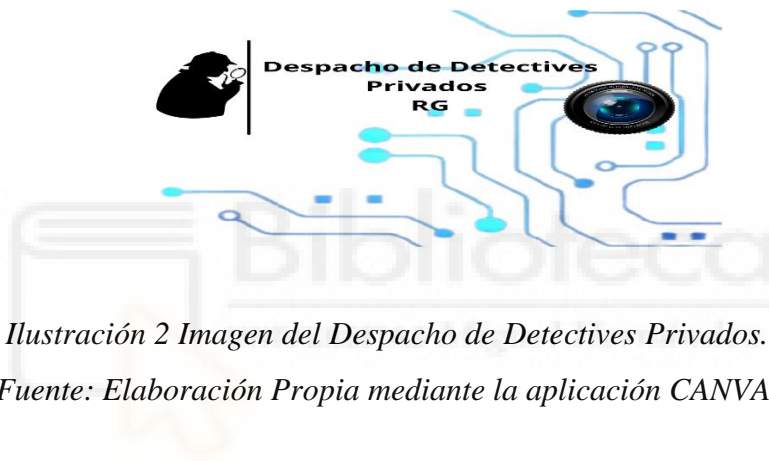 Despacho de Detectives
Privados
RG
Biblioteca
Ilustración 2 Imagen del Despacho de Detectives Privados.
Fuente: Elaboración Propia mediante la aplicación CANVA